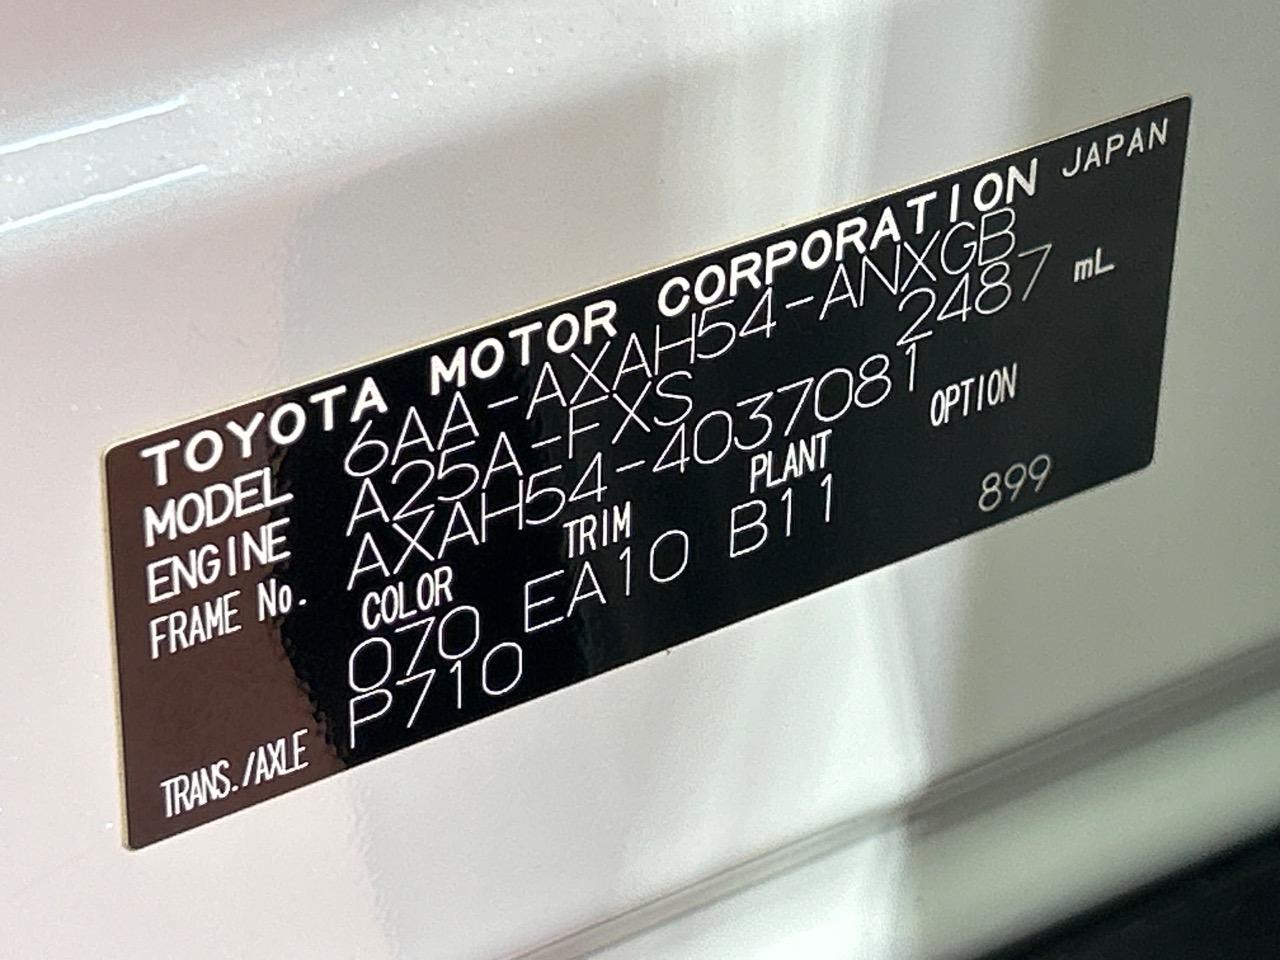 TOYOTA MOTOR CORPORATION JAPAN
MODEL 6AA-AXAH54-ANXGB
ENGINE A25A-FXS 2487 mL
FRAME No. AXAH54-4037081
COLOR TRIM PLANT OPTION
070 EA10 B11 899
TRANS./AXLE P710